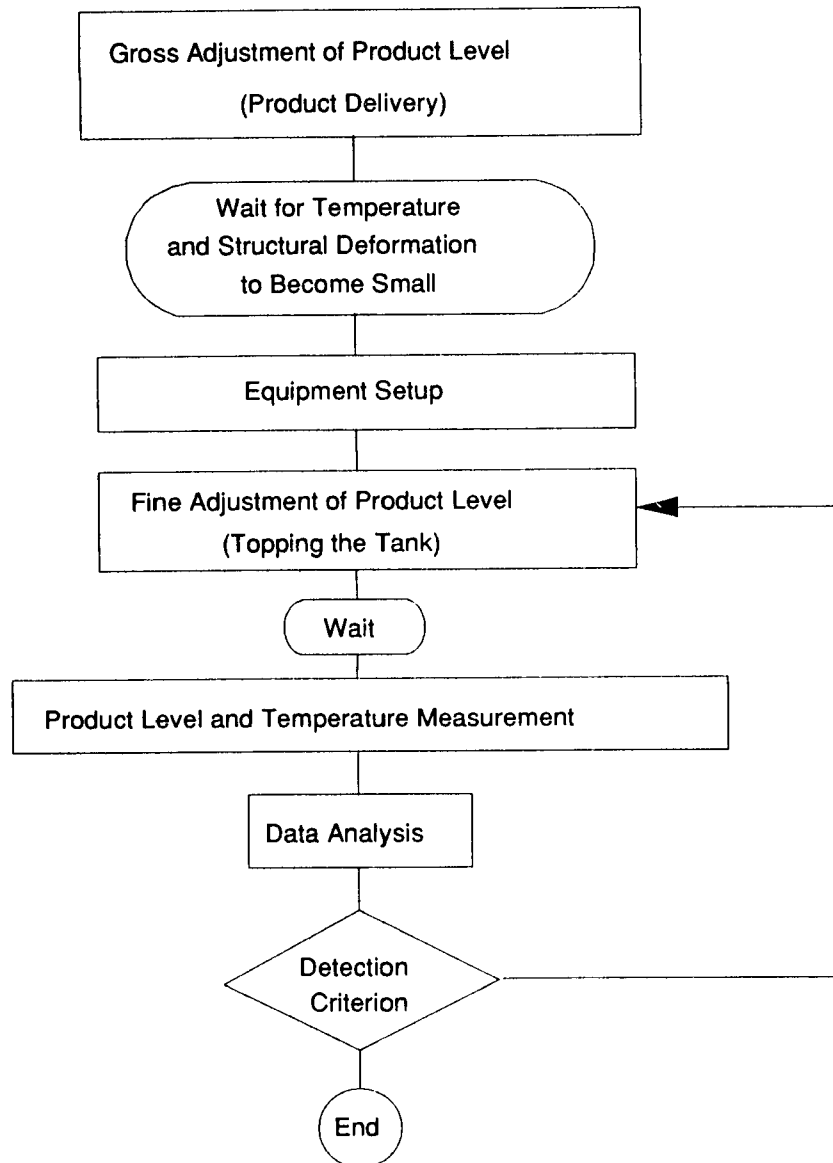 Gross Adjustment of Product Level
(Product Delivery)
Wait for Temperature
and Structural Deformation
to Become Small
Equipment Setup
Fine Adjustment of Product Level
(Topping the Tank)
Wait
Product Level and Temperature Measurement
Data Analysis
Detection
Criterion
End